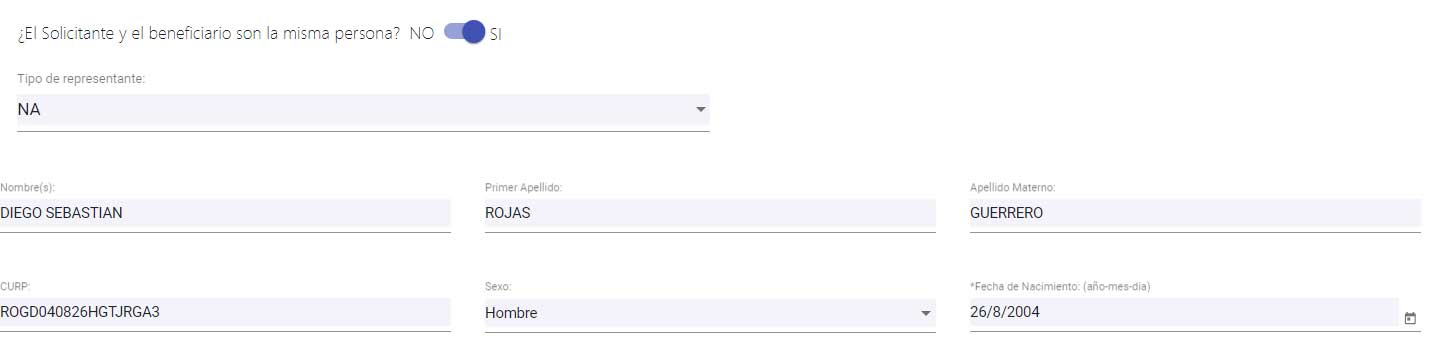 ¿El Solicitante y el beneficiario son la misma persona? NO SI
Tipo de representante:
NA
Nombre(s): Primer Apellido: Apellido Materno:
DIEGO SEBASTIAN ROJAS GUERRERO
CURP: Sexo: *Fecha de Nacimiento: (año-mes-dia)
ROGD040826HGTJRGA3 Hombre 26/8/2004